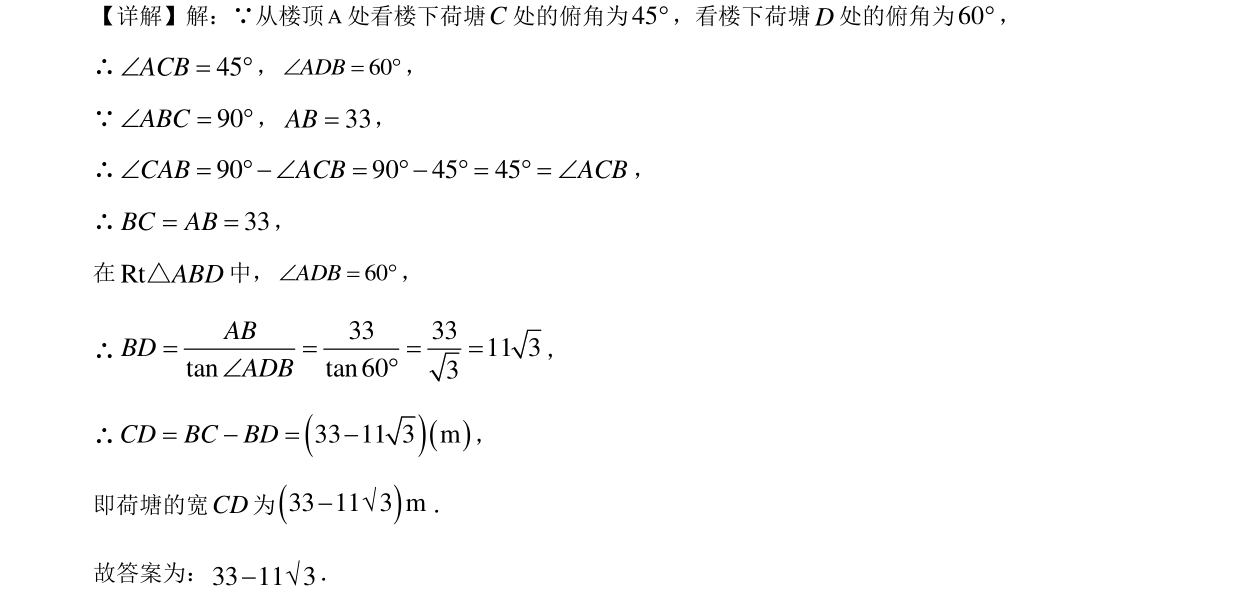 【详解】解：∵从楼顶A处看楼下荷塘C处的俯角为45°，看楼下荷塘D处的俯角为60°，
∴∠ACB=45°，∠ADB=60°，
∵∠ABC=90°，AB=33，
∴∠CAB=90°−∠ACB=90°−45°=45°=∠ACB，
∴BC=AB=33，
在Rt△ABD中，∠ADB=60°，
∴BD=AB/tan∠ADB=33/tan60°=33/√3=11√3，
∴CD=BC−BD=(33−11√3)(m)，
即荷塘的宽CD为(33−11√3)m．
故答案为：33−11√3．